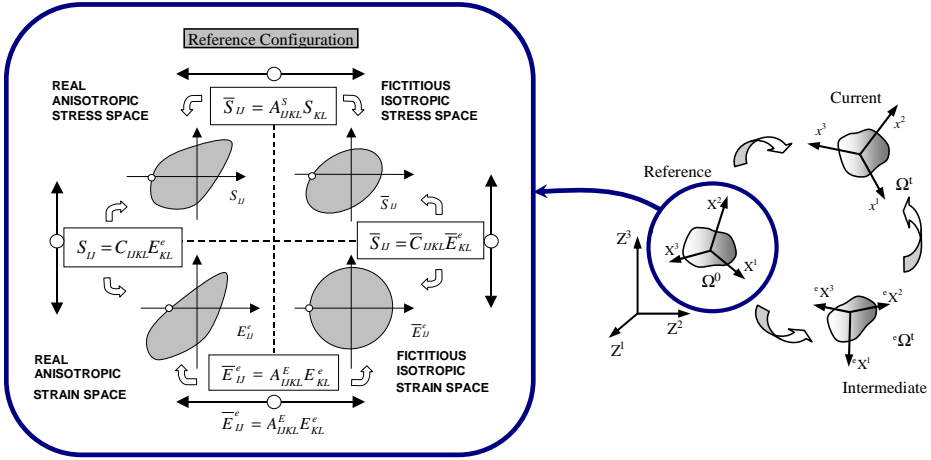 Reference Configuration
REAL
ANISOTROPIC
STRESS SPACE
S̅_IJ = A^S_IJKL S_KL
FICTITIOUS
ISOTROPIC
STRESS SPACE
S_IJ
S̅_IJ
S_IJ = C_IJKL E^e_KL
S̅_IJ = C̅_IJKL E̅^e_KL
E^e_IJ
E̅^e_IJ
REAL
ANISOTROPIC
STRAIN SPACE
E̅^e_IJ = A^E_IJKL E^e_KL
FICTITIOUS
ISOTROPIC
STRAIN SPACE
E̅^e_IJ = A^E_IJKL E^e_KL
Current
x^3
x^2
x^1
Ω^t
Reference
X^2
X^3
X^1
Ω^0
Z^3
Z^2
Z^1
^eX^3
^eX^2
^eX^1
^eΩ^t
Intermediate